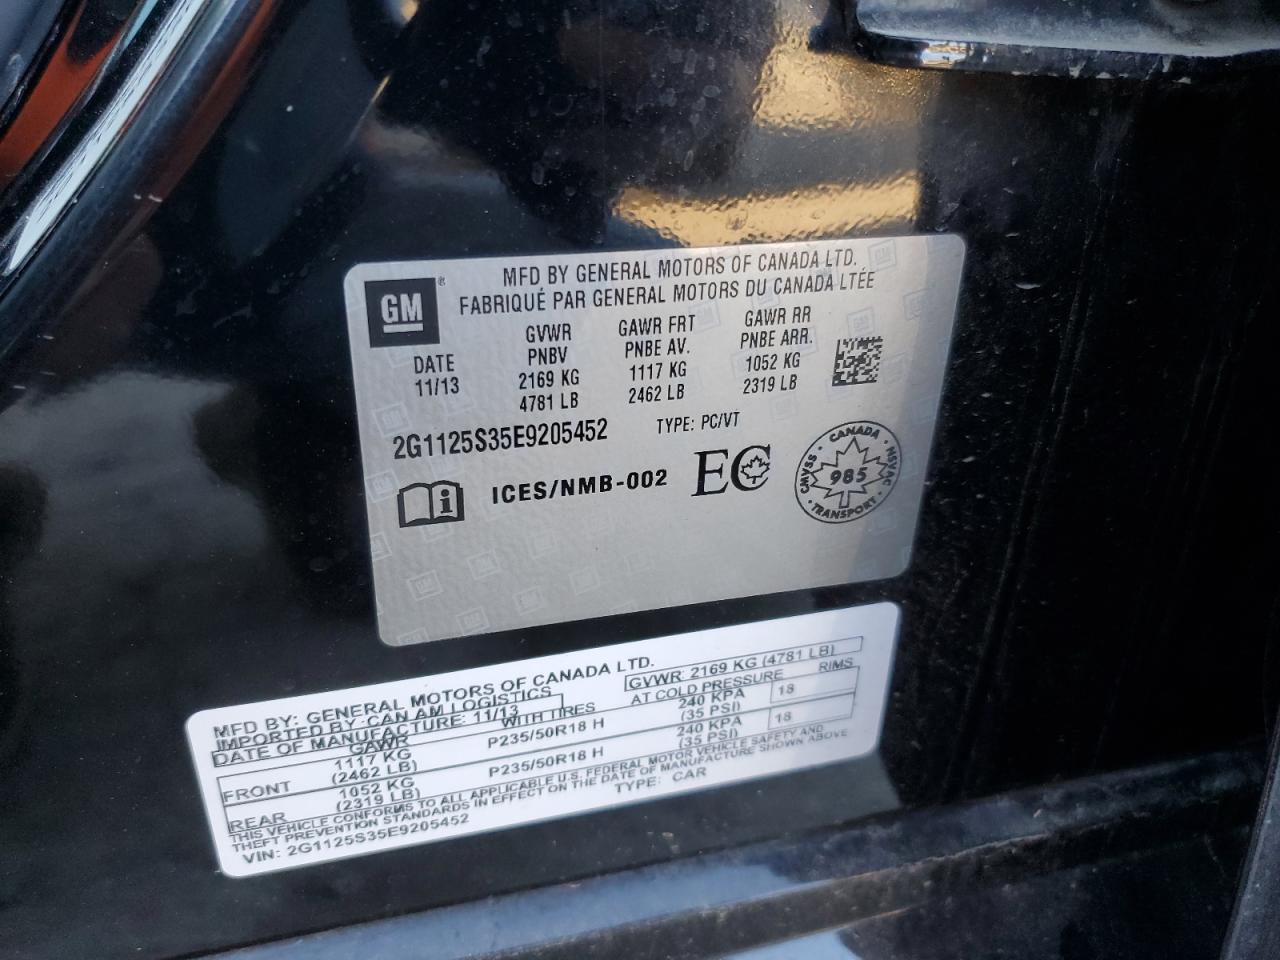 GM ®
MFD BY GENERAL MOTORS OF CANADA LTD.
FABRIQUÉ PAR GENERAL MOTORS DU CANADA LTÉE
DATE
11/13
GVWR
PNBV
2169 KG
4781 LB
GAWR FRT
PNBE AV.
1117 KG
2462 LB
GAWR RR
PNBE ARR.
1052 KG
2319 LB
2G1125S35E9205452
TYPE: PC/VT
i
ICES/NMB-002
EC
CANADA
CMVSS 985 NSVAC
TRANSPORT
MFD BY: GENERAL MOTORS OF CANADA LTD.
IMPORTED BY: CAN AM LOGISTICS
DATE OF MANUFACTURE: 11/13
GVWR: 2169 KG (4781 LB)
GAWR WITH TIRES AT COLD PRESSURE RIMS
FRONT 1117 KG P235/50R18 H 240 KPA 18
(2462 LB) (35 PSI)
REAR 1052 KG P235/50R18 H 240 KPA 18
(2319 LB) (35 PSI)
THIS VEHICLE CONFORMS TO ALL APPLICABLE U.S. FEDERAL MOTOR VEHICLE SAFETY AND
THEFT PREVENTION STANDARDS IN EFFECT ON THE DATE OF MANUFACTURE SHOWN ABOVE
VIN: 2G1125S35E9205452 TYPE: CAR